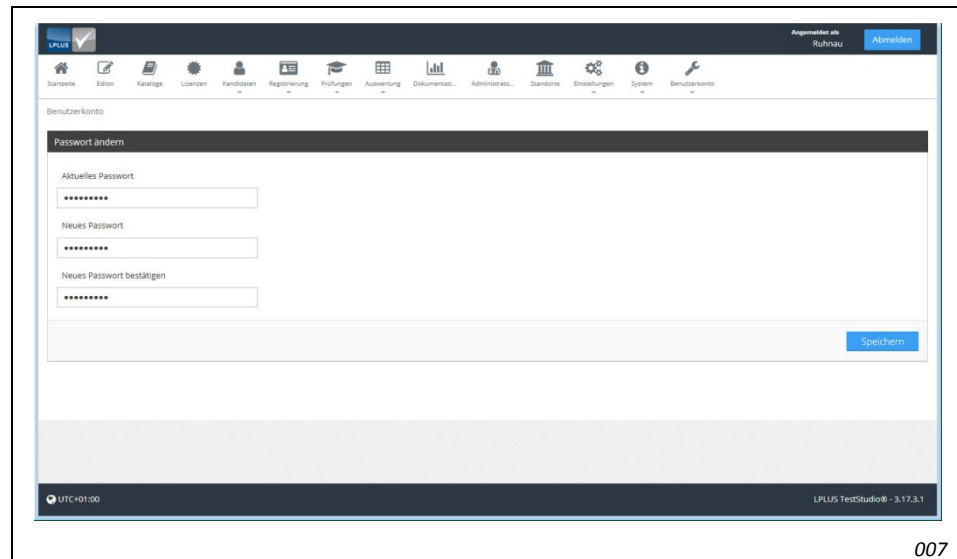 LPLUS
Angemeldet als
Ruhnau
Abmelden
Startseite Editor Kataloge Lizenzen Kandidaten Registrierung Prüfungen Auswertung Dokumentati... Administrato... Standorte Einstellungen System Benutzerkonto
Benutzerkonto
Passwort ändern
Aktuelles Passwort
•••••••••
Neues Passwort
•••••••••
Neues Passwort bestätigen
•••••••••
Speichern
UTC+01:00 LPLUS TestStudio® - 3.17.3.1
007